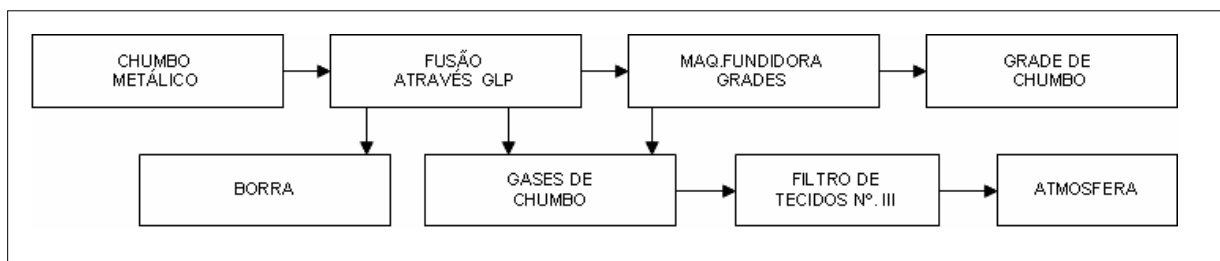 CHUMBO
METÁLICO
FUSÃO
ATRAVÉS GLP
MAQ.FUNDIDORA
GRADES
GRADE DE
CHUMBO
BORRA
GASES DE
CHUMBO
FILTRO DE
TECIDOS Nº. III
ATMOSFERA